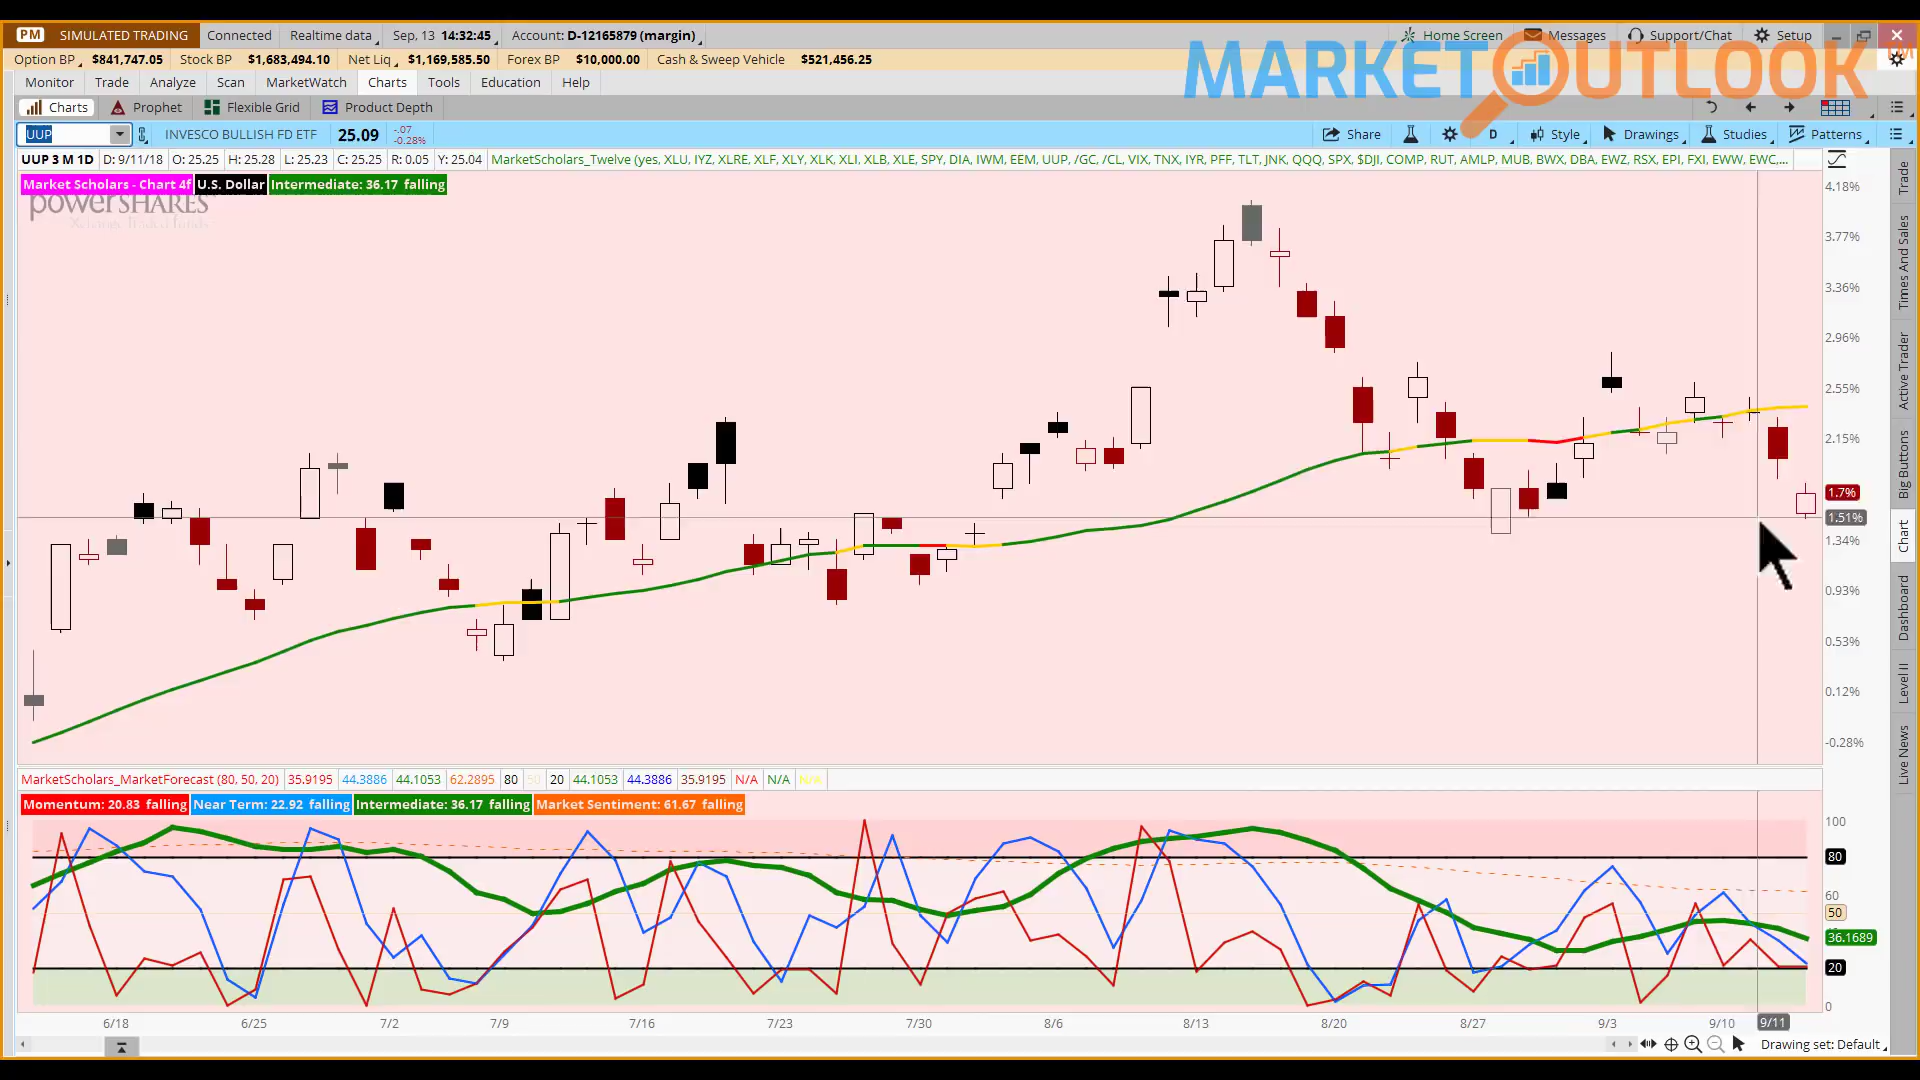 PM SIMULATED TRADING Connected Realtime data Sep, 13 14:32:45 Account: D-12165879 (margin) Home Screen Messages Support/Chat Setup
MARKET OUTLOOK
Option BP $841,747.05 Stock BP $1,683,494.10 Net Liq $1,169,585.50 Forex BP $10,000.00 Cash & Sweep Vehicle $521,456.25
Monitor Trade Analyze Scan MarketWatch Charts Tools Education Help
Charts Prophet Flexible Grid Product Depth
UUP INVESCO BULLISH FD ETF 25.09 -.07 -0.28% Share D Style Drawings Studies Patterns
UUP 3 M 1D D: 9/11/18 O: 25.25 H: 25.28 L: 25.23 C: 25.25 R: 0.05 Y: 25.04 MarketScholars_Twelve (yes, XLU, IYZ, XLRE, XLF, XLY, XLK, XLI, XLB, XLE, SPY, DIA, IWM, EEM, UUP, /GC, /CL, VIX, TNX, IYR, PFF, TLT, JNK, QQQ, SPX, $DJI, COMP, RUT, AMLP, MUB, BWX, DBA, EWZ, RSX, EPI, FXI, EWW, EWC,...
Market Scholars - Chart 4f U.S. Dollar Intermediate: 36.17 falling
powerSHARES
4.18%
3.77%
3.36%
2.96%
2.55%
2.15%
1.7%
1.51%
1.34%
0.93%
0.53%
0.12%
-0.28%
MarketScholars_MarketForecast (80, 50, 20) 35.9195 44.3886 44.1053 62.2895 80 50 20 44.1053 44.3886 35.9195 N/A N/A N/A
Momentum: 20.83 falling Near Term: 22.92 falling Intermediate: 36.17 falling Market Sentiment: 61.67 falling
100
80
60
50
36.1689
20
0
6/18 6/25 7/2 7/9 7/16 7/23 7/30 8/6 8/13 8/20 8/27 9/3 9/10 9/11
Drawing set: Default
Trade
Times And Sales
Active Trader
Big Buttons
Chart
Dashboard
Level II
Live News